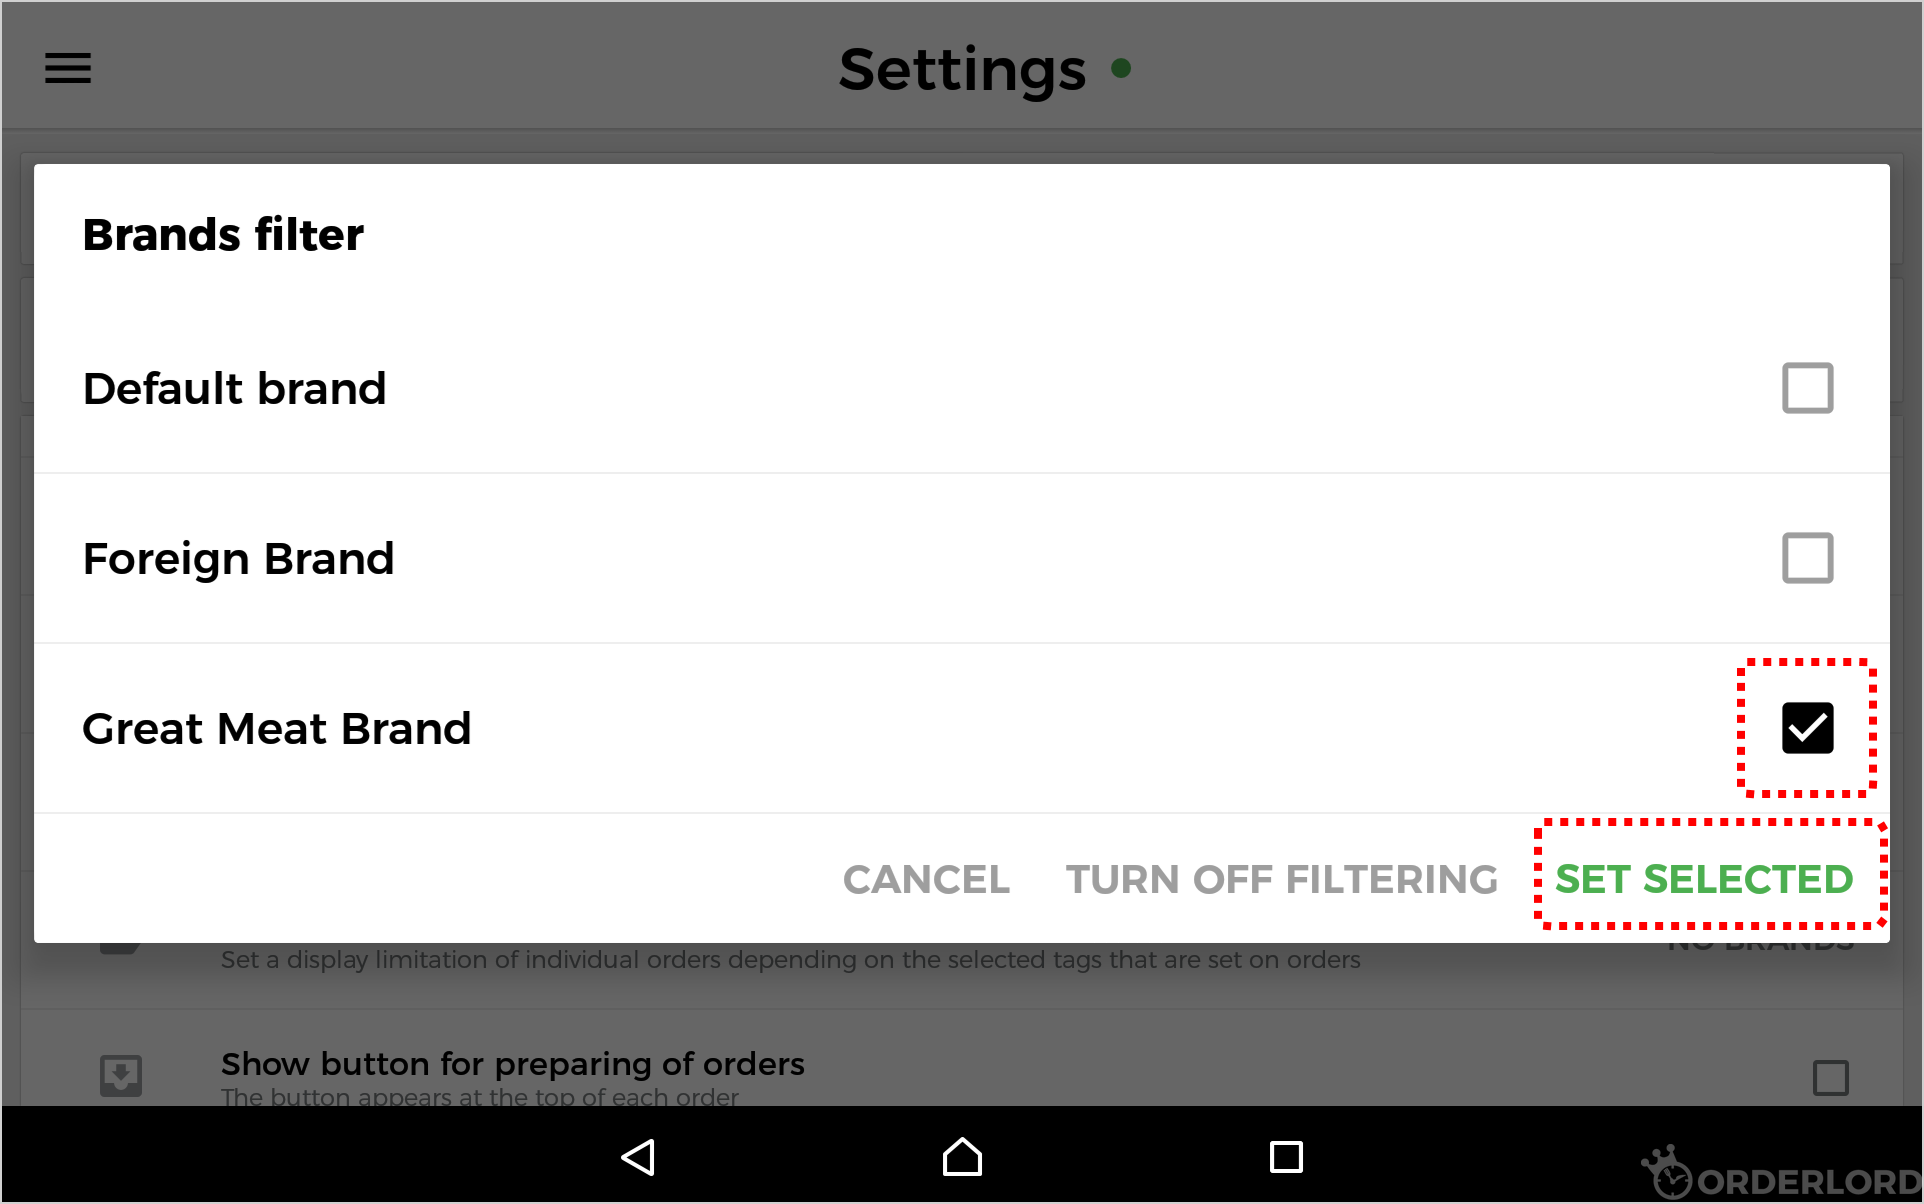 Settings
Brands filter
Default brand
Foreign Brand
Great Meat Brand
CANCEL TURN OFF FILTERING SET SELECTED
NO BRANDS
Set a display limitation of individual orders depending on the selected tags that are set on orders
Show button for preparing of orders
The button appears at the top of each order
ORDERLORD